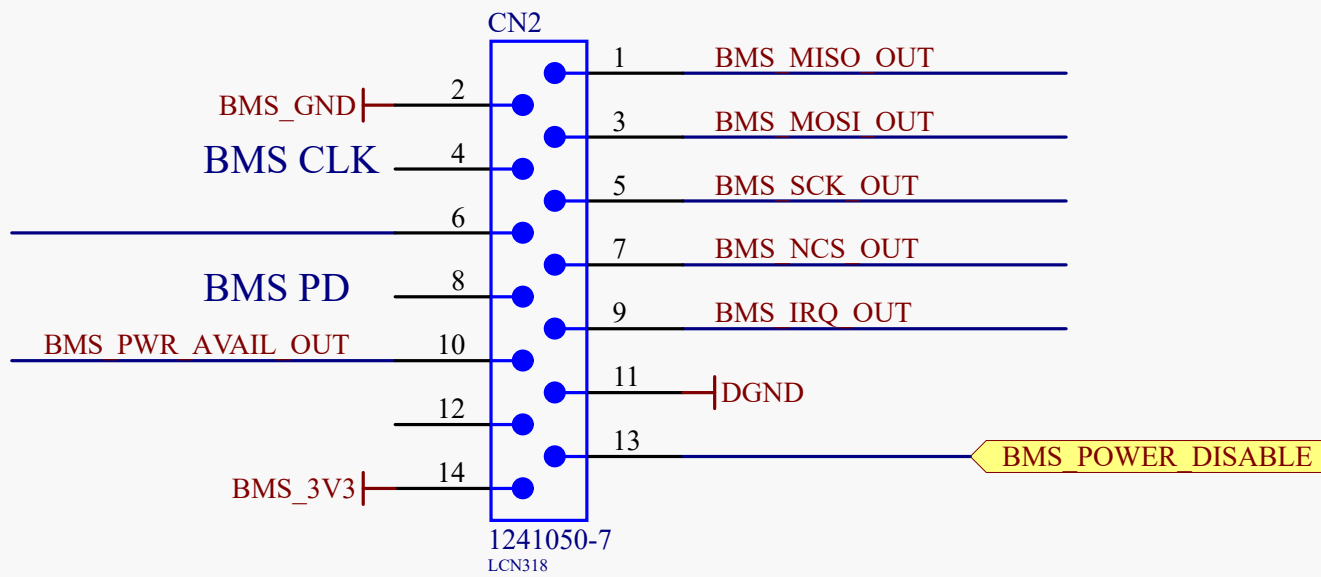 CN2
1 BMS_MISO_OUT
BMS_GND 2
3 BMS_MOSI_OUT
BMS CLK 4
5 BMS_SCK_OUT
6
7 BMS_NCS_OUT
BMS PD 8
9 BMS_IRQ_OUT
BMS_PWR_AVAIL_OUT 10
11 DGND
12
13 BMS_POWER_DISABLE
BMS_3V3 14
1241050-7
LCN318